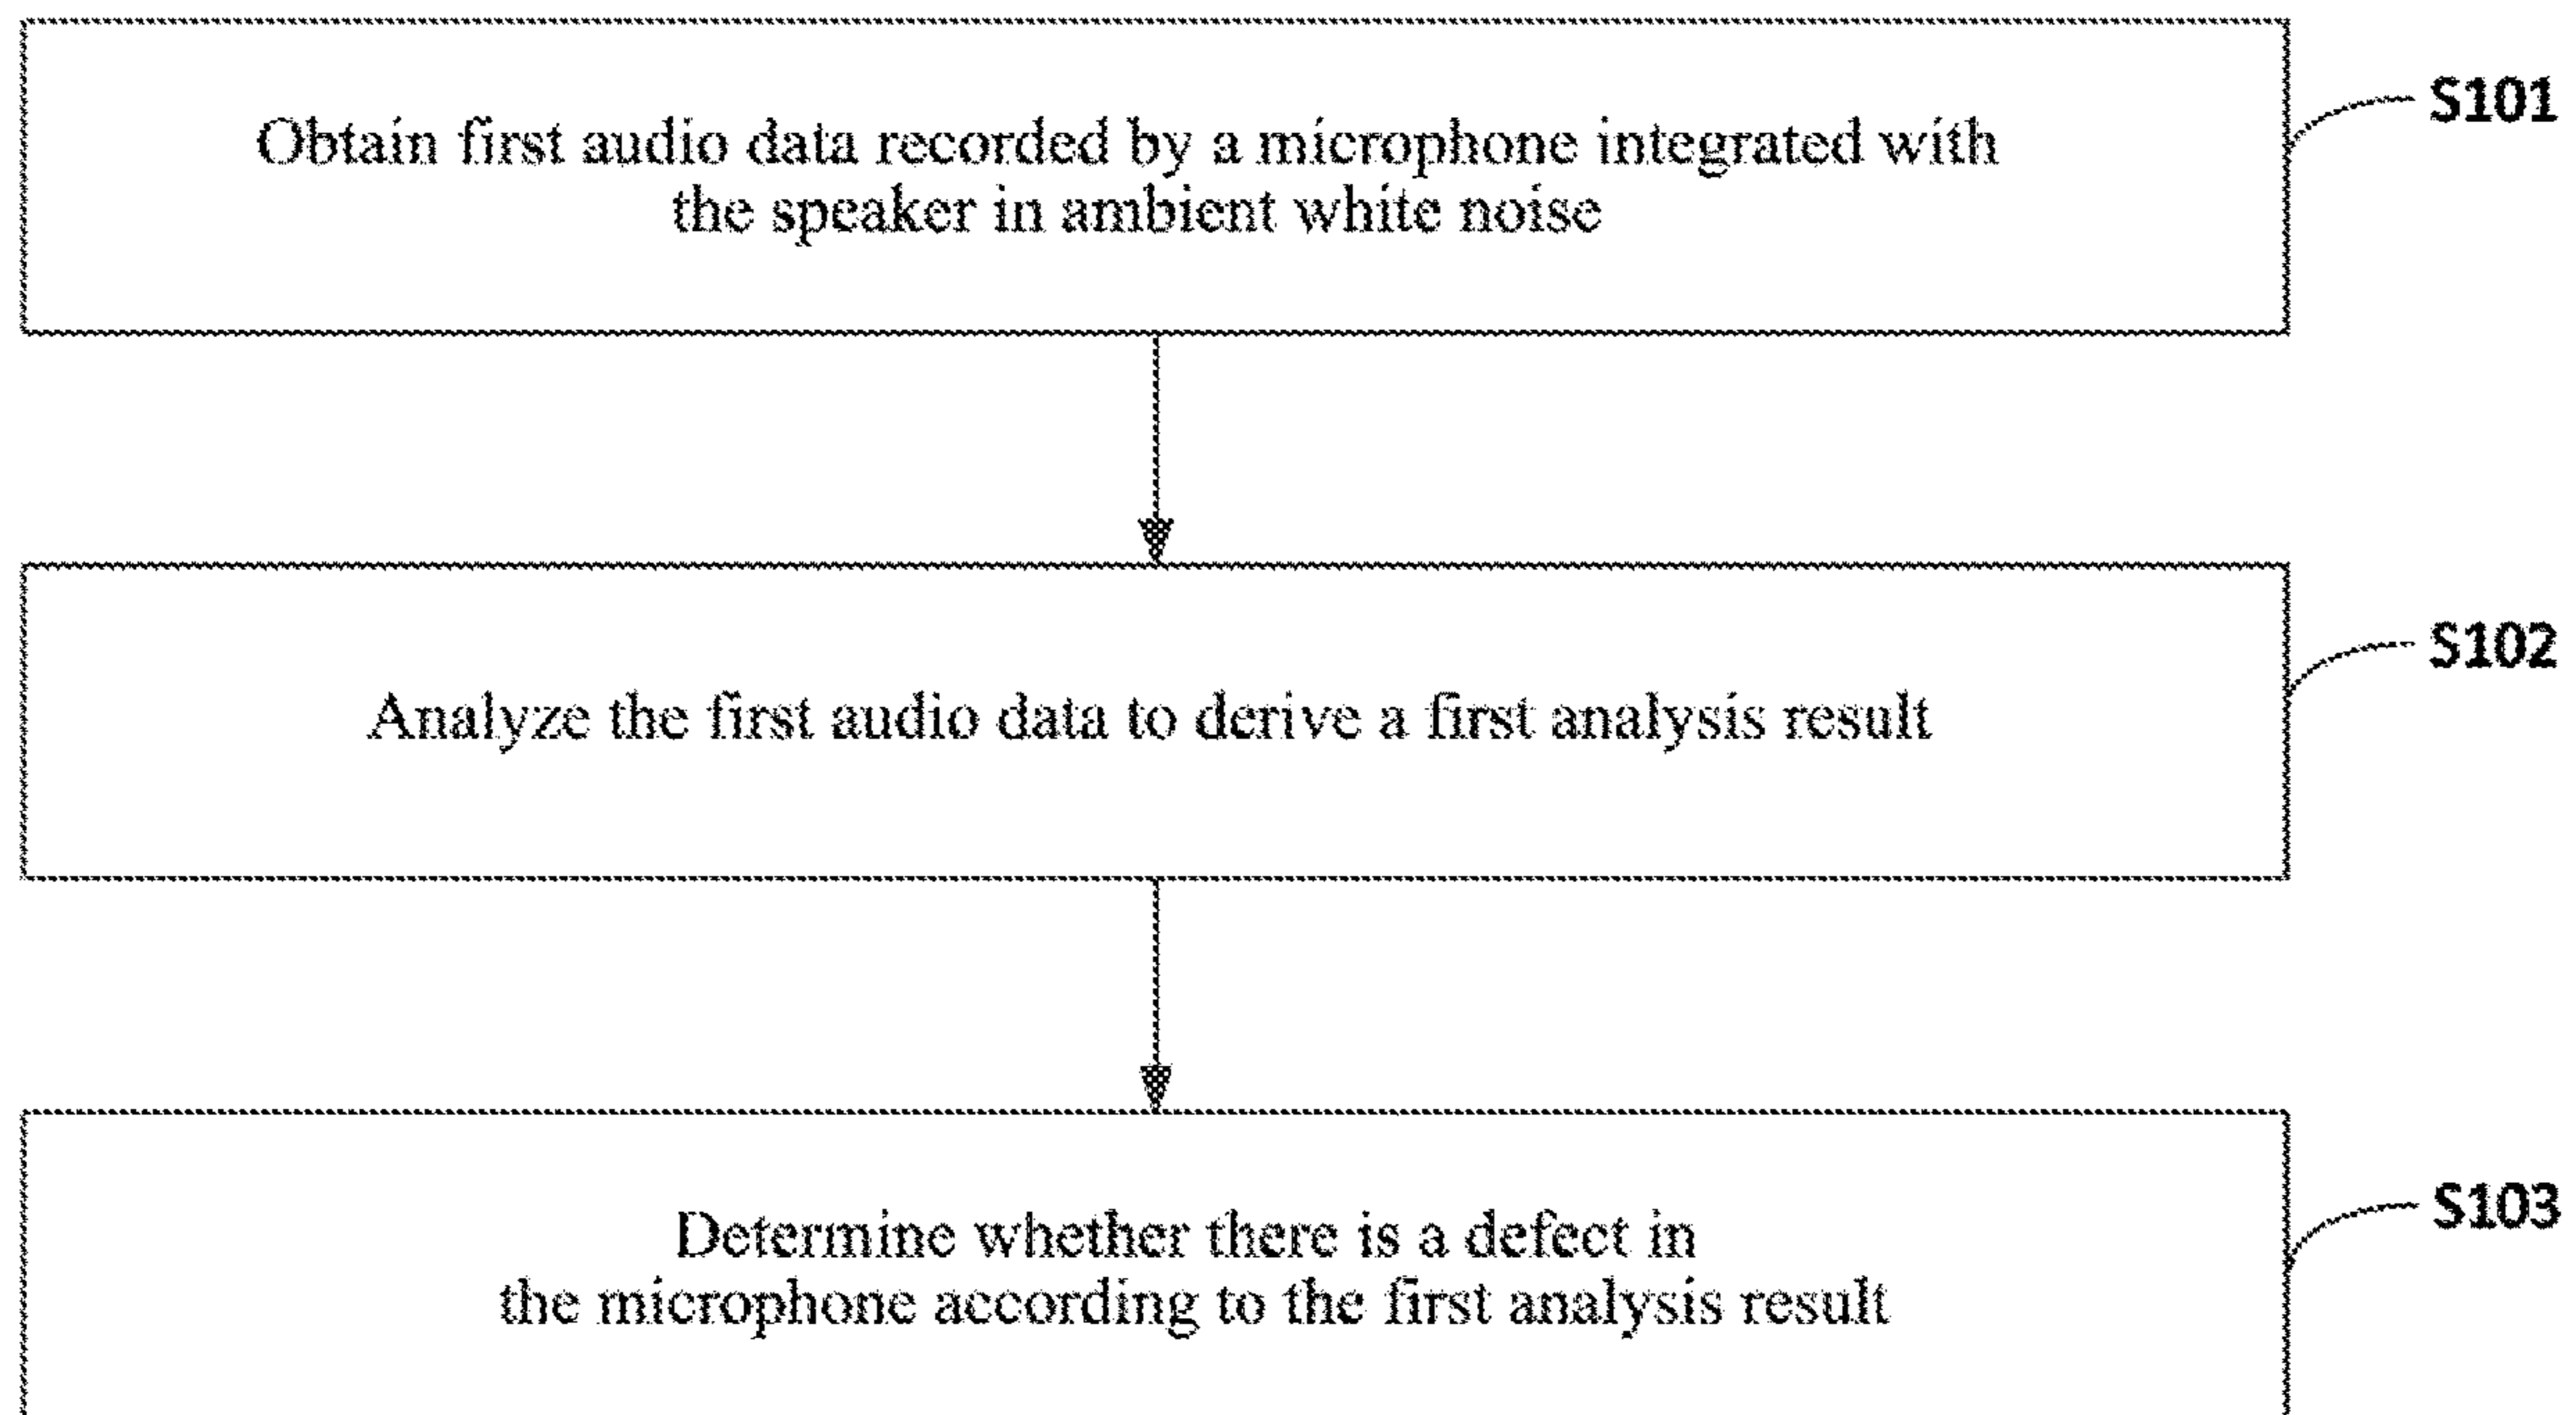 Obtain first audio data recorded by a microphone integrated with
the speaker in ambient white noise
S101
Analyze the first audio data to derive a first analysis result
S102
Determine whether there is a defect in
the microphone according to the first analysis result
S103